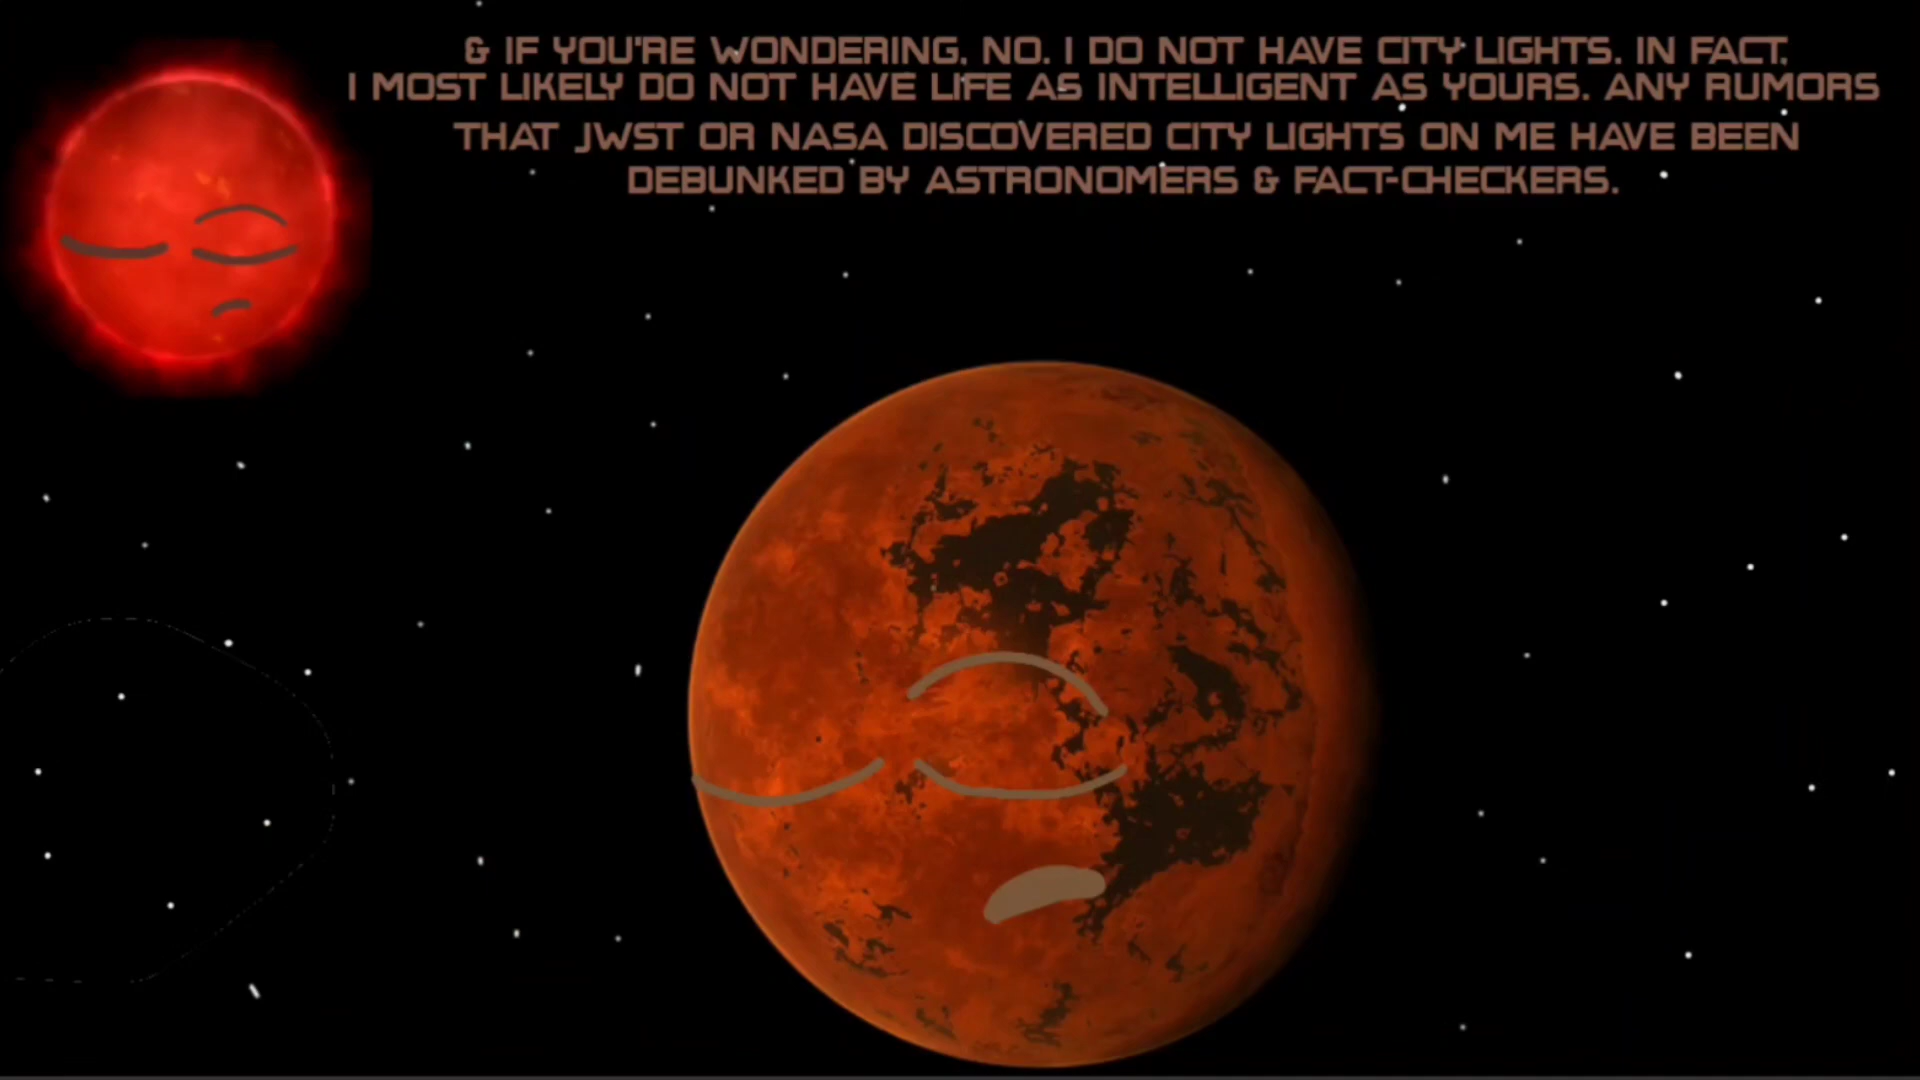 & IF YOU'RE WONDERING, NO. I DO NOT HAVE CITY LIGHTS. IN FACT,
I MOST LIKELY DO NOT HAVE LIFE AS INTELLIGENT AS YOURS. ANY RUMORS
THAT JWST OR NASA DISCOVERED CITY LIGHTS ON ME HAVE BEEN
DEBUNKED BY ASTRONOMERS & FACT-CHECKERS.